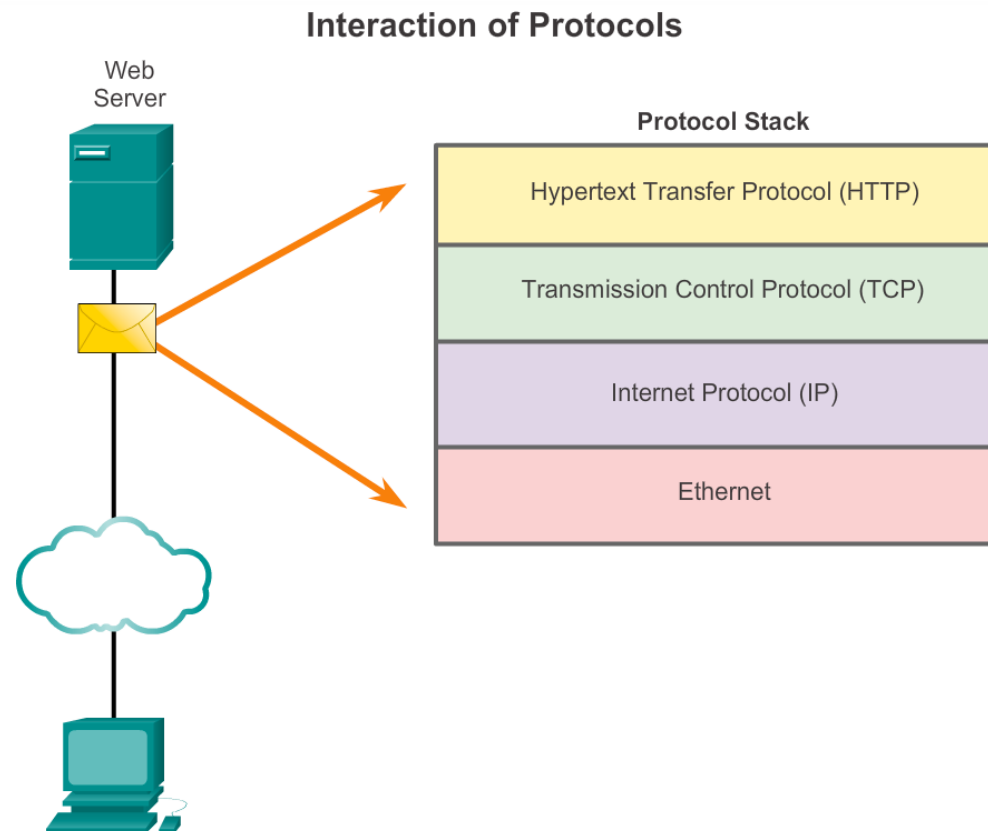 Interaction of Protocols
Web
Server
Protocol Stack
Hypertext Transfer Protocol (HTTP)
Transmission Control Protocol (TCP)
Internet Protocol (IP)
Ethernet